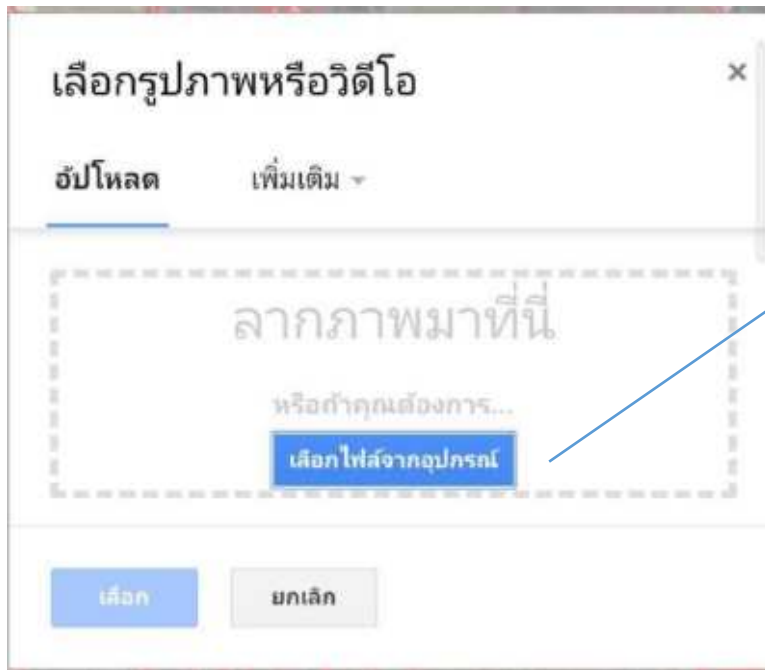 เลือกรูปภาพหรือวิดีโอ ×
อัปโหลด เพิ่มเติม
ลากภาพมาที่นี่
หรือถ้าคุณต้องการ...
เลือกไฟล์จากอุปกรณ์
เลือก ยกเลิก